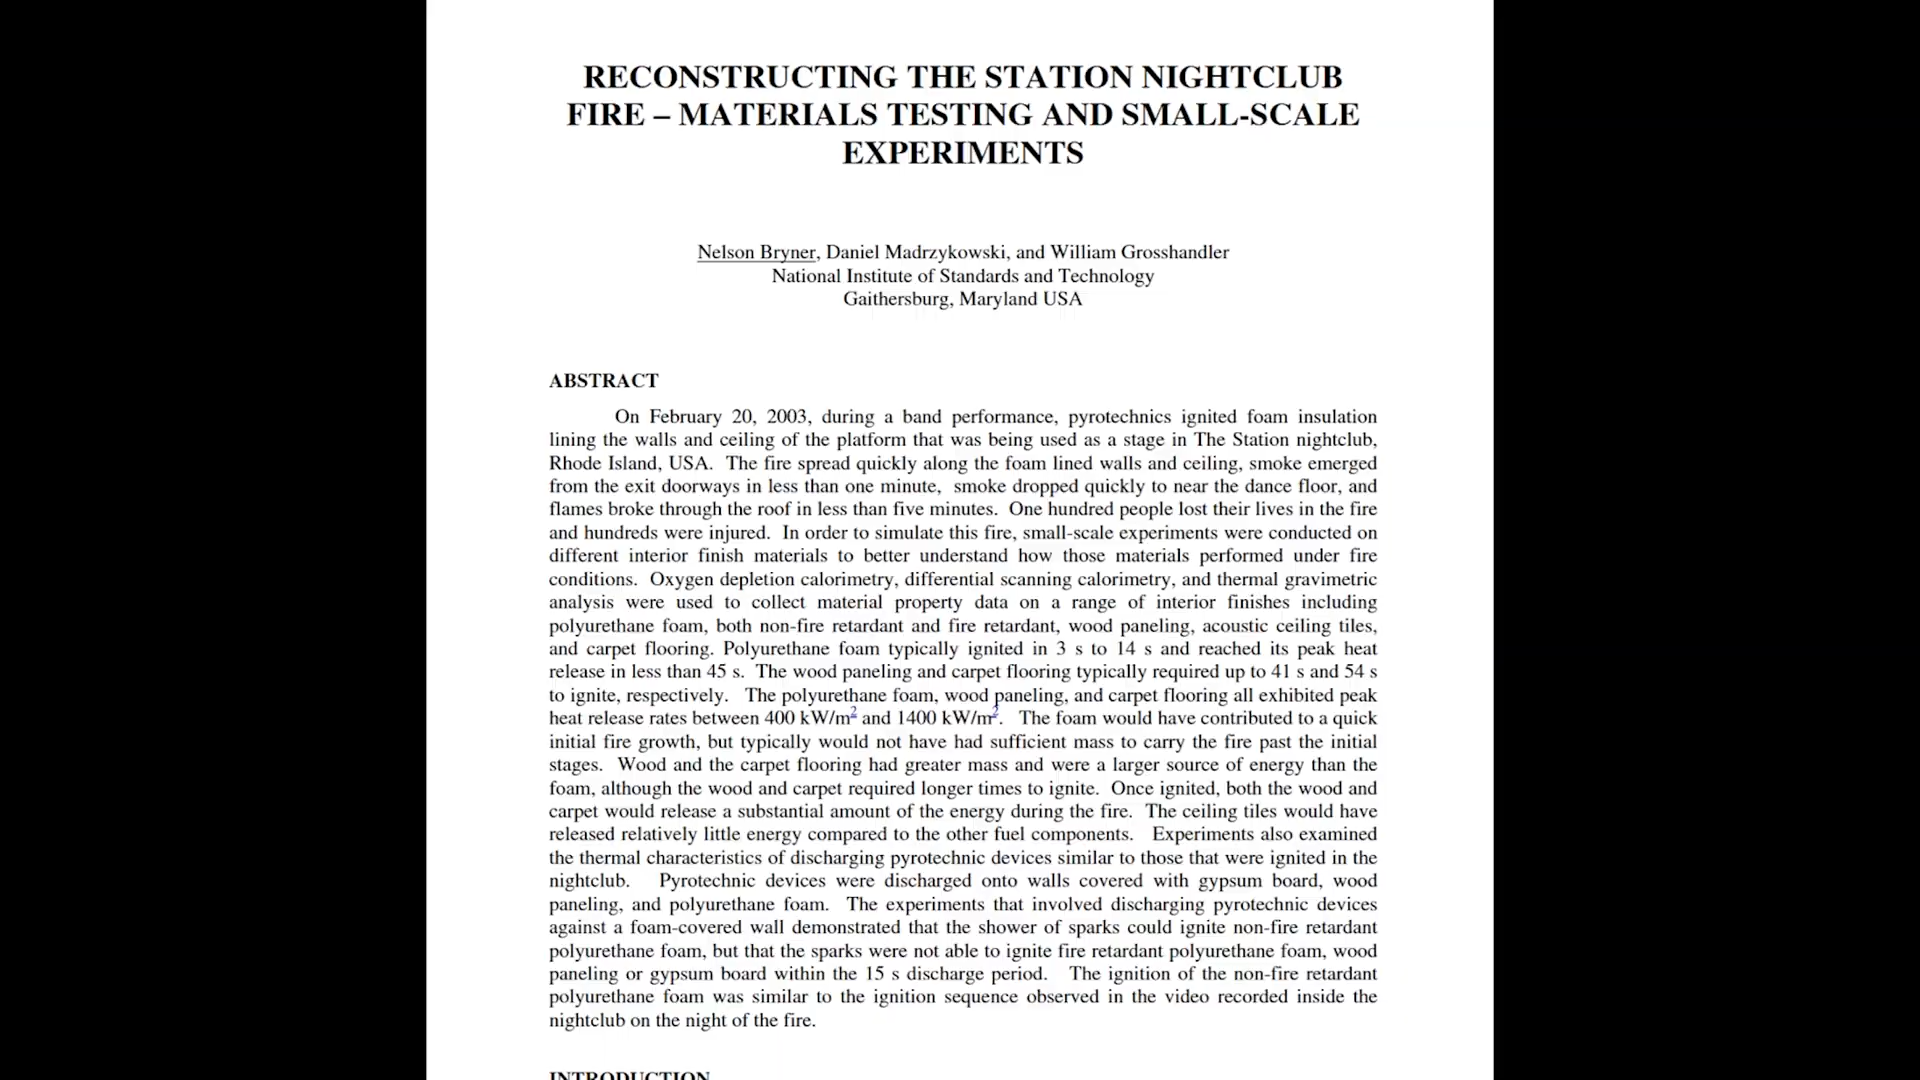 RECONSTRUCTING THE STATION NIGHTCLUB
FIRE – MATERIALS TESTING AND SMALL-SCALE
EXPERIMENTS
Nelson Bryner, Daniel Madrzykowski, and William Grosshandler
National Institute of Standards and Technology
Gaithersburg, Maryland USA
ABSTRACT
On February 20, 2003, during a band performance, pyrotechnics ignited foam insulation
lining the walls and ceiling of the platform that was being used as a stage in The Station nightclub,
Rhode Island, USA. The fire spread quickly along the foam lined walls and ceiling, smoke emerged
from the exit doorways in less than one minute, smoke dropped quickly to near the dance floor, and
flames broke through the roof in less than five minutes. One hundred people lost their lives in the fire
and hundreds were injured. In order to simulate this fire, small-scale experiments were conducted on
different interior finish materials to better understand how those materials performed under fire
conditions. Oxygen depletion calorimetry, differential scanning calorimetry, and thermal gravimetric
analysis were used to collect material property data on a range of interior finishes including
polyurethane foam, both non-fire retardant and fire retardant, wood paneling, acoustic ceiling tiles,
and carpet flooring. Polyurethane foam typically ignited in 3 s to 14 s and reached its peak heat
release in less than 45 s. The wood paneling and carpet flooring typically required up to 41 s and 54 s
to ignite, respectively. The polyurethane foam, wood paneling, and carpet flooring all exhibited peak
heat release rates between 400 kW/m² and 1400 kW/m². The foam would have contributed to a quick
initial fire growth, but typically would not have had sufficient mass to carry the fire past the initial
stages. Wood and the carpet flooring had greater mass and were a larger source of energy than the
foam, although the wood and carpet required longer times to ignite. Once ignited, both the wood and
carpet would release a substantial amount of the energy during the fire. The ceiling tiles would have
released relatively little energy compared to the other fuel components. Experiments also examined
the thermal characteristics of discharging pyrotechnic devices similar to those that were ignited in the
nightclub. Pyrotechnic devices were discharged onto walls covered with gypsum board, wood
paneling, and polyurethane foam. The experiments that involved discharging pyrotechnic devices
against a foam-covered wall demonstrated that the shower of sparks could ignite non-fire retardant
polyurethane foam, but that the sparks were not able to ignite fire retardant polyurethane foam, wood
paneling or gypsum board within the 15 s discharge period. The ignition of the non-fire retardant
polyurethane foam was similar to the ignition sequence observed in the video recorded inside the
nightclub on the night of the fire.
INTRODUCTION